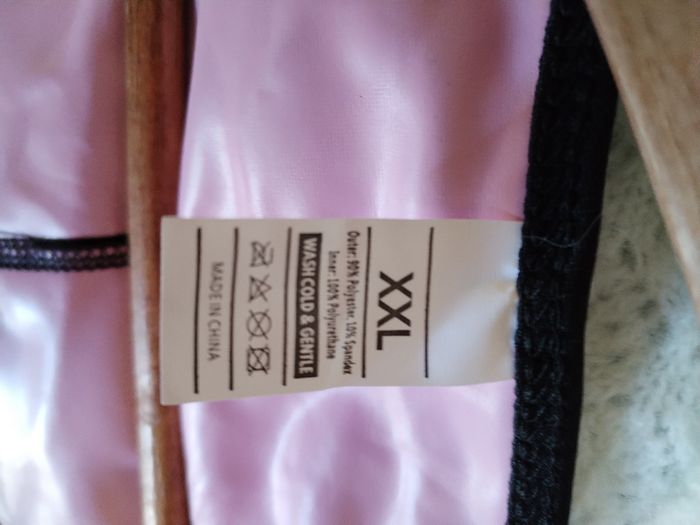 XXL
Outer: 90% Polyester, 10% Spandex
Inner: 100% Polyurethane
WASH COLD & GENTLE
MADE IN CHINA